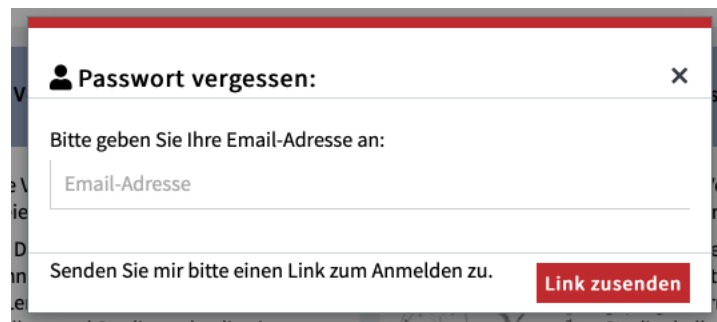 Passwort vergessen:
Bitte geben Sie Ihre Email-Adresse an:
Email-Adresse
Senden Sie mir bitte einen Link zum Anmelden zu.
Link zusenden